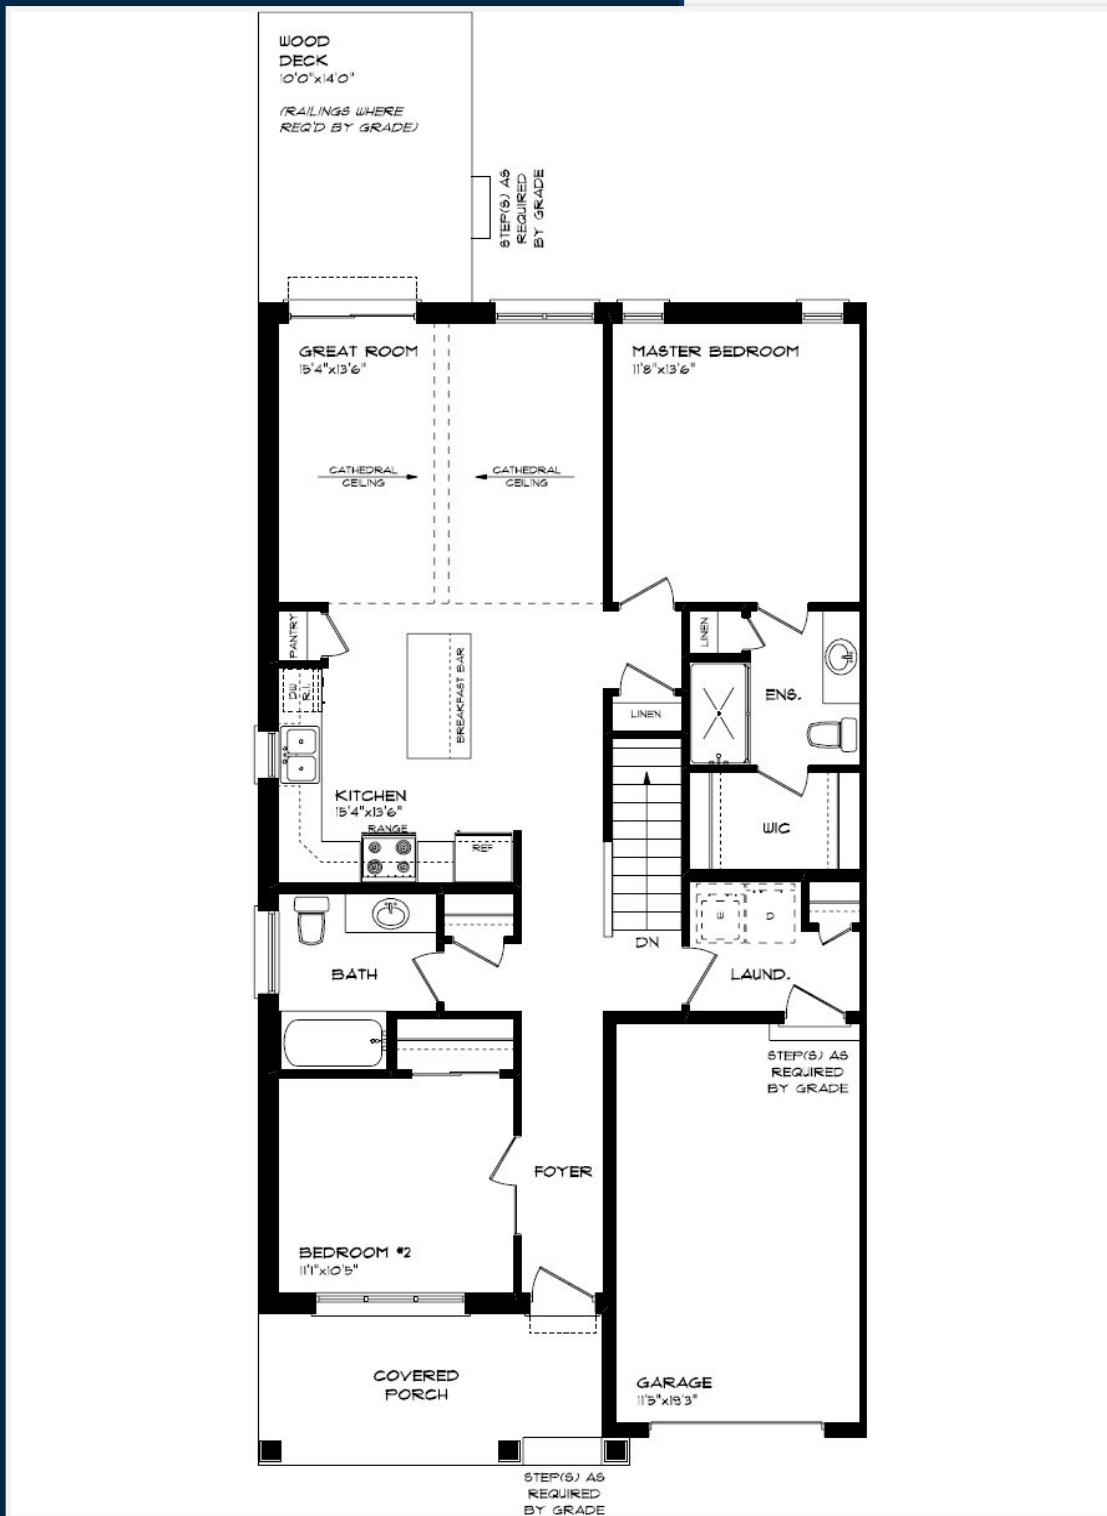 WOOD
DECK
10'0"x14'0"
(RAILINGS WHERE
REQ'D BY GRADE)
STEP(S) AS
REQUIRED
BY GRADE
GREAT ROOM
15'4"x13'6"
MASTER BEDROOM
11'8"x13'6"
CATHEDRAL
CEILING
CATHEDRAL
CEILING
PANTRY
LINEN
DW
R.I.
BREAKFAST BAR
ENS.
LINEN
KITCHEN
15'4"x13'6"
RANGE
REF
WIC
DN
W
D
BATH
LAUND.
STEP(S) AS
REQUIRED
BY GRADE
FOYER
BEDROOM #2
11'1"x10'5"
COVERED
PORCH
GARAGE
11'5"x19'3"
STEP(S) AS
REQUIRED
BY GRADE